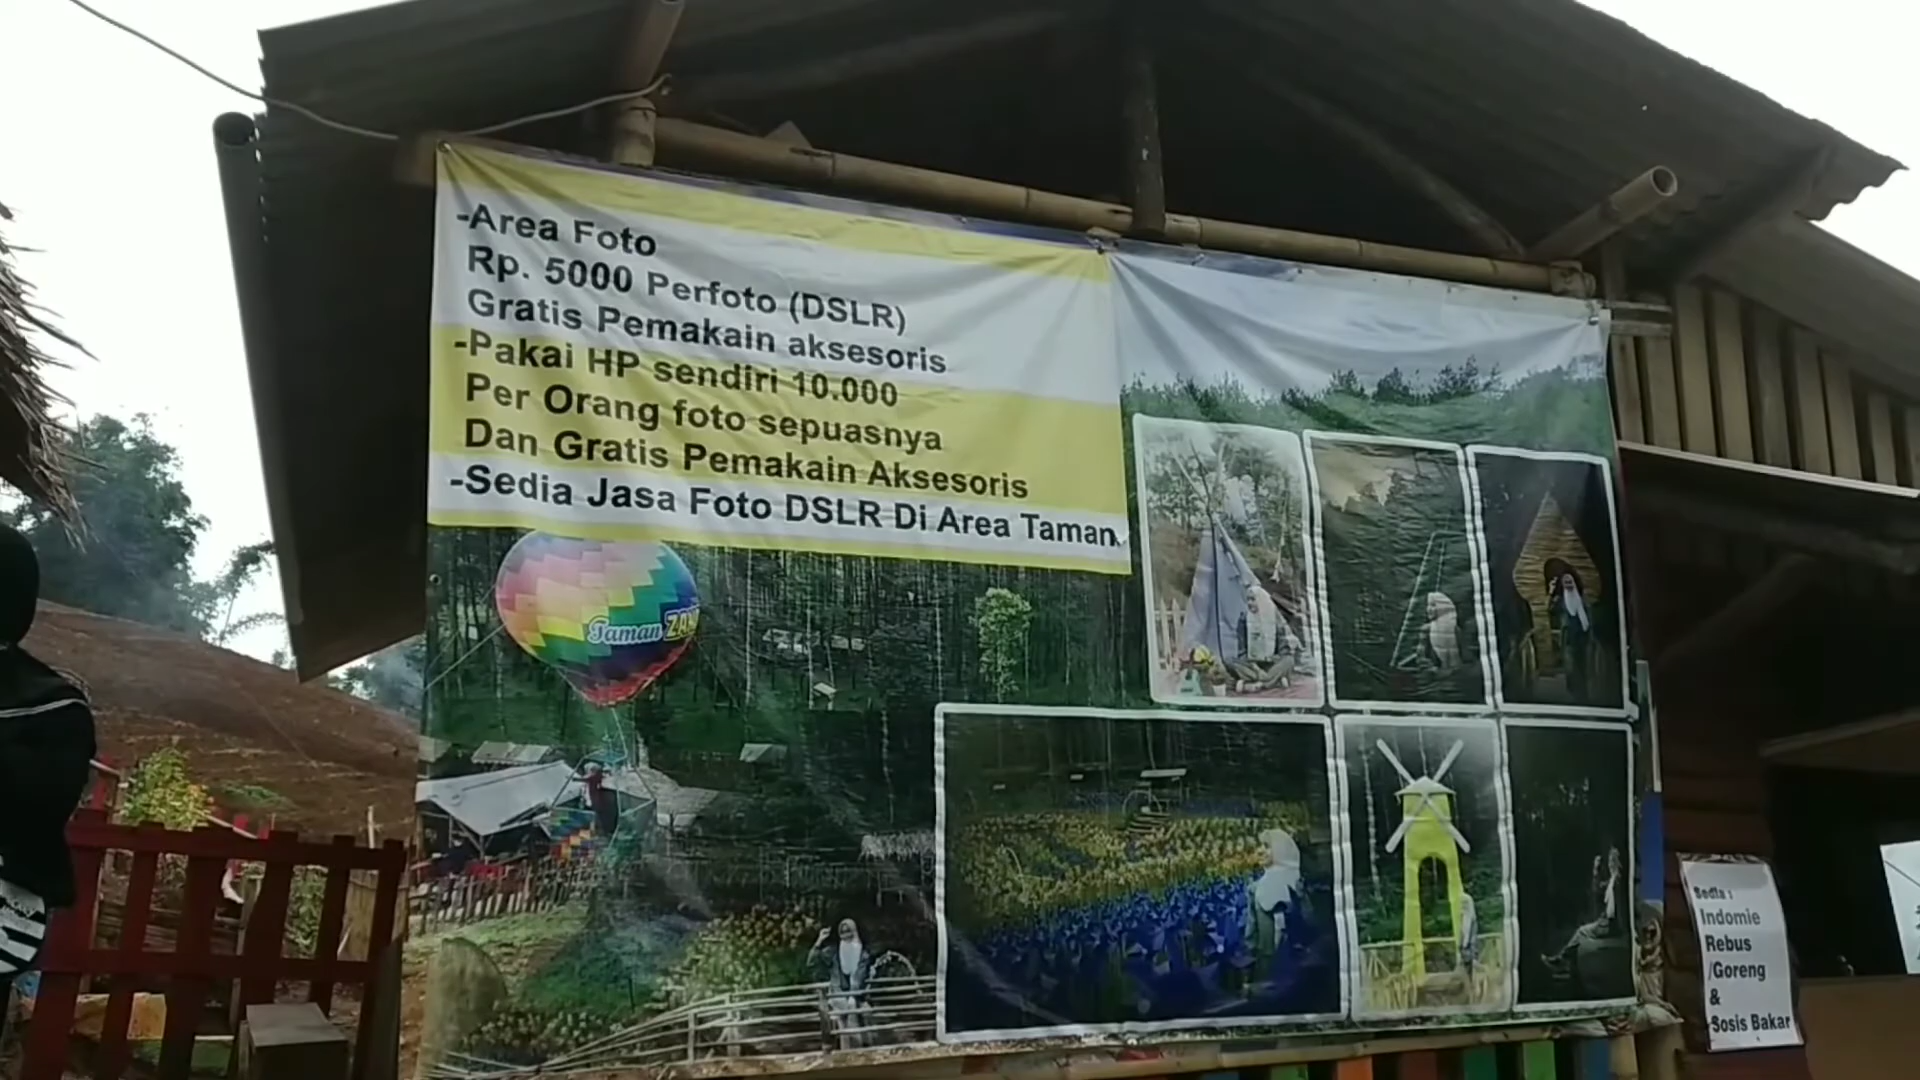 -Area Foto
Rp. 5000 Perfoto (DSLR)
Gratis Pemakain aksesoris
-Pakai HP sendiri 10.000
Per Orang foto sepuasnya
Dan Gratis Pemakain Aksesoris
-Sedia Jasa Foto DSLR Di Area Taman
Taman
Sedia :
Indomie
Rebus
/Goreng
&
Sosis Bakar